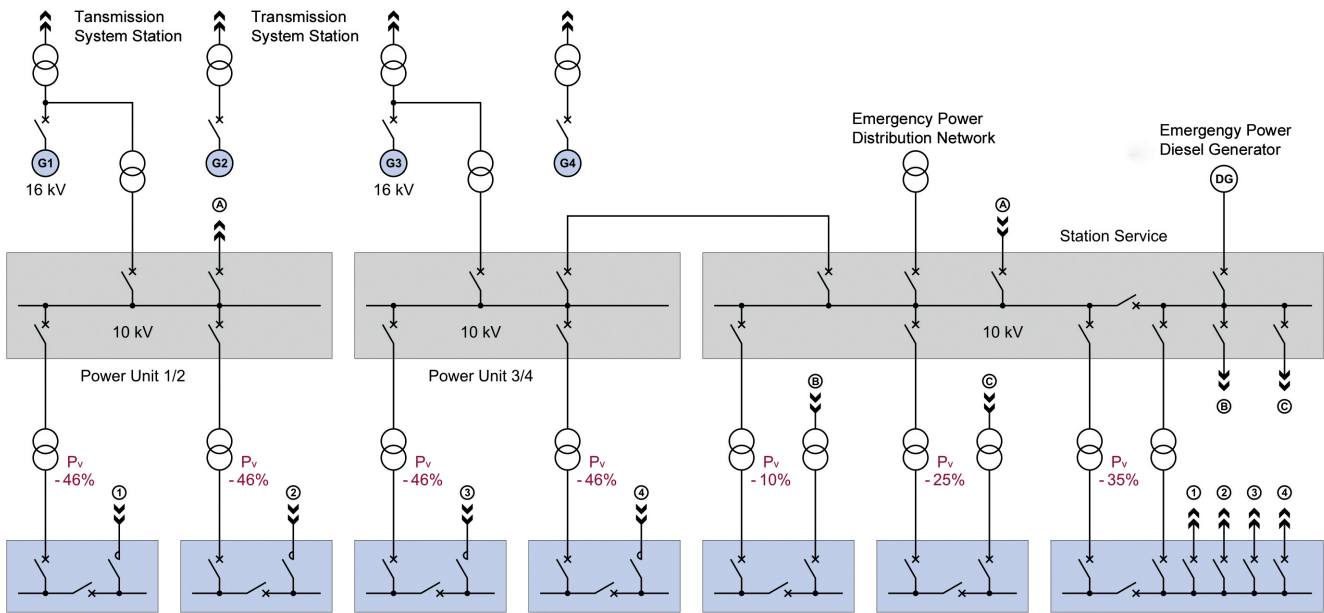 Tansmission
System Station
Transmission
System Station
G1
16 kV
G2
G3
16 kV
G4
Emergency Power
Distribution Network
Emergengy Power
Diesel Generator
DG
A
A
Station Service
10 kV
10 kV
10 kV
Power Unit 1/2
Power Unit 3/4
B
C
B
C
Pv
- 46%
Pv
- 46%
Pv
- 46%
Pv
- 46%
Pv
- 10%
Pv
- 25%
Pv
- 35%
1
2
3
4
1
2
3
4